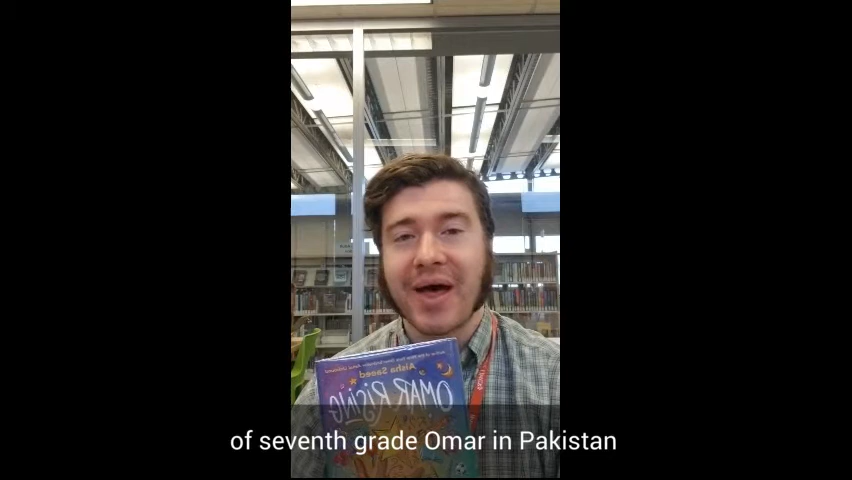 Aisha Saeed
OMAR RISING
of seventh grade Omar in Pakistan